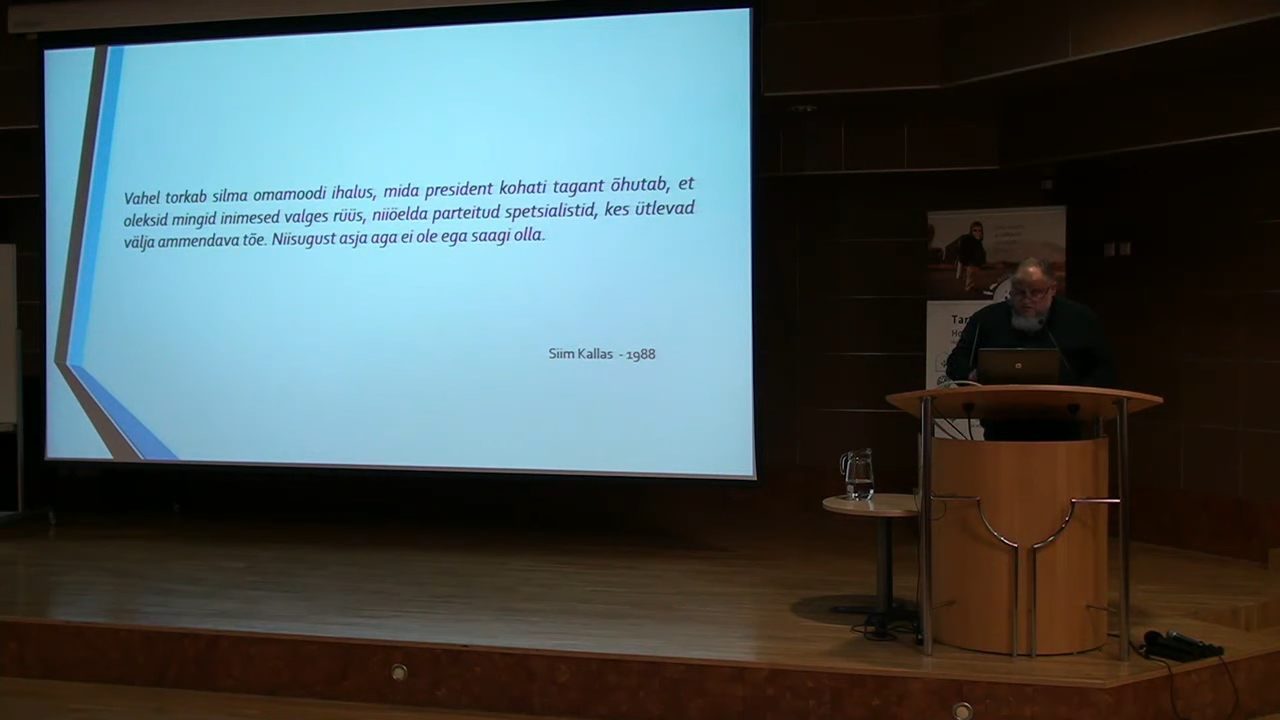 Vahel torkab silma omamoodi ihalus, mida president kohati tagant õhutab, et
oleksid mingid inimesed valges rüüs, niiöelda parteitud spetsialistid, kes ütlevad
välja ammendava tõe. Niisugust asja aga ei ole ega saagi olla.
Siim Kallas - 1988